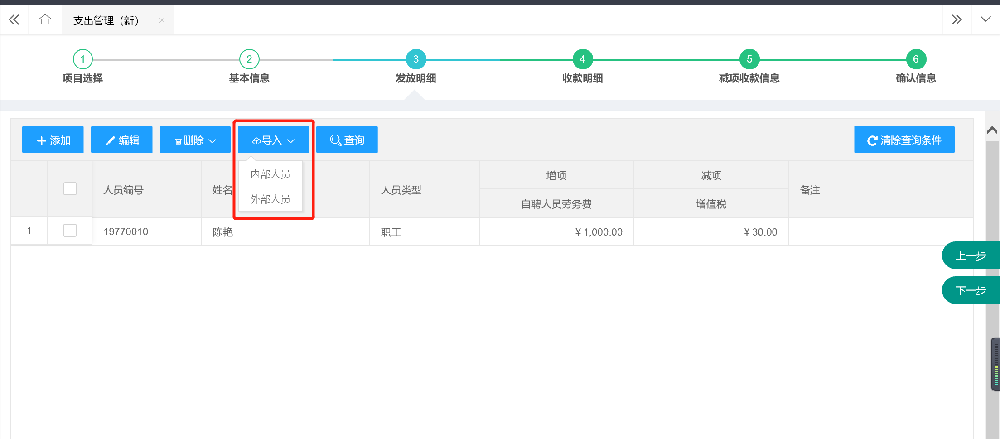 支出管理（新）
1 2 3 4 5 6
项目选择 基本信息 发放明细 收款明细 减项收款信息 确认信息
添加 编辑 删除 导入 查询 清除查询条件
内部人员
外部人员
人员编号 姓名 人员类型 增项 减项 备注
自聘人员劳务费 增值税
1 19770010 陈艳 职工 ¥1,000.00 ¥30.00
上一步
下一步